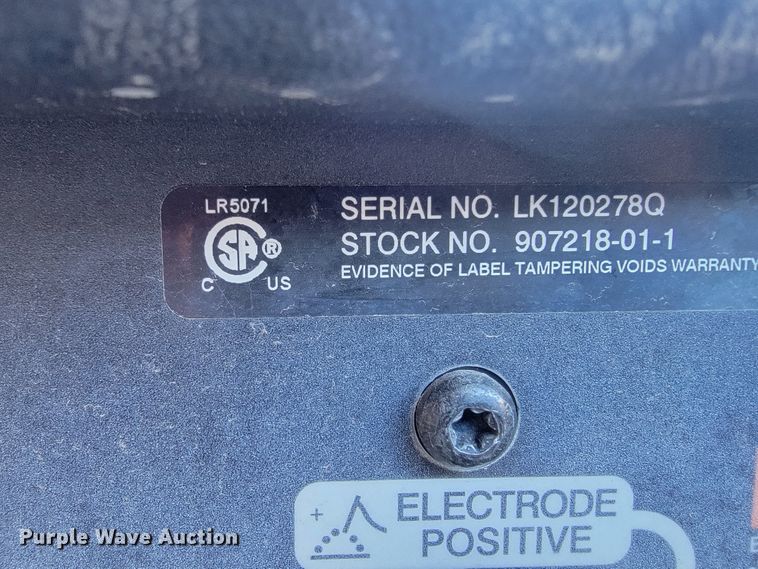 LR5071
SERIAL NO. LK120278Q
SA ®
STOCK NO. 907218-01-1
EVIDENCE OF LABEL TAMPERING VOIDS WARRANTY
C US
+ ELECTRODE
POSITIVE
Purple Wave Auction